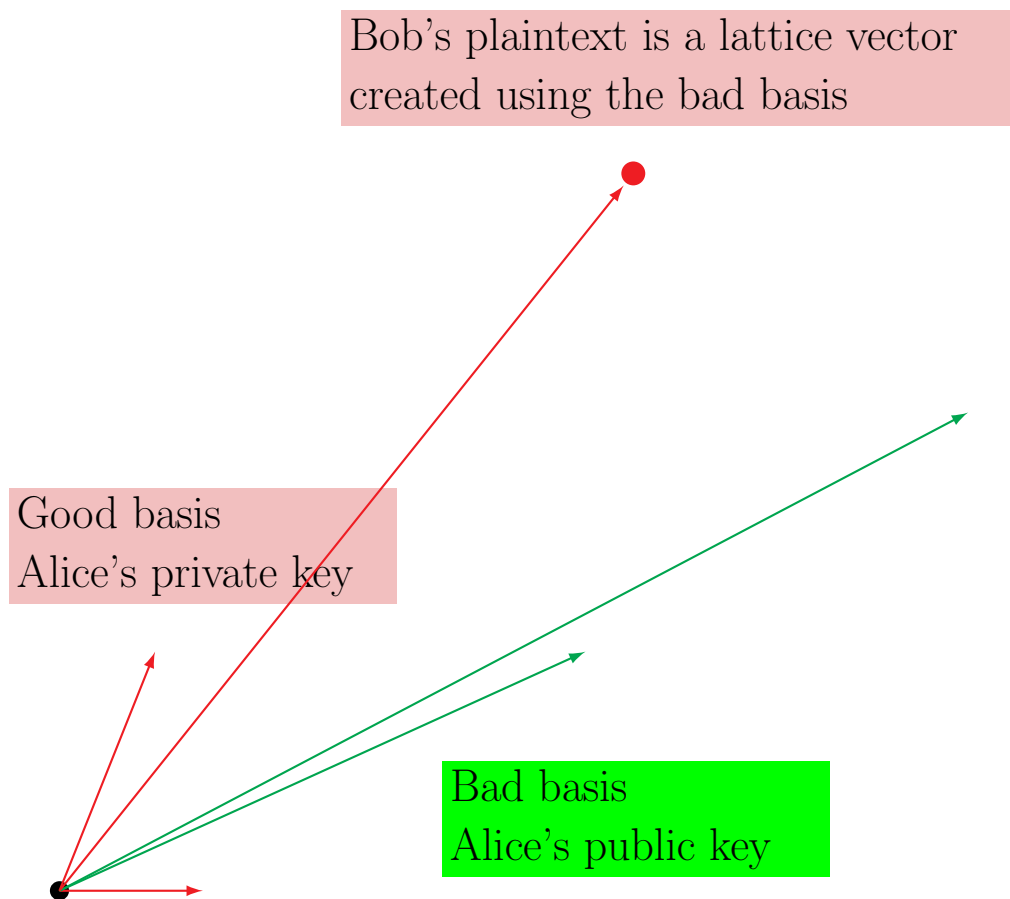 Bob's plaintext is a lattice vector
created using the bad basis
Good basis
Alice's private key
Bad basis
Alice's public key